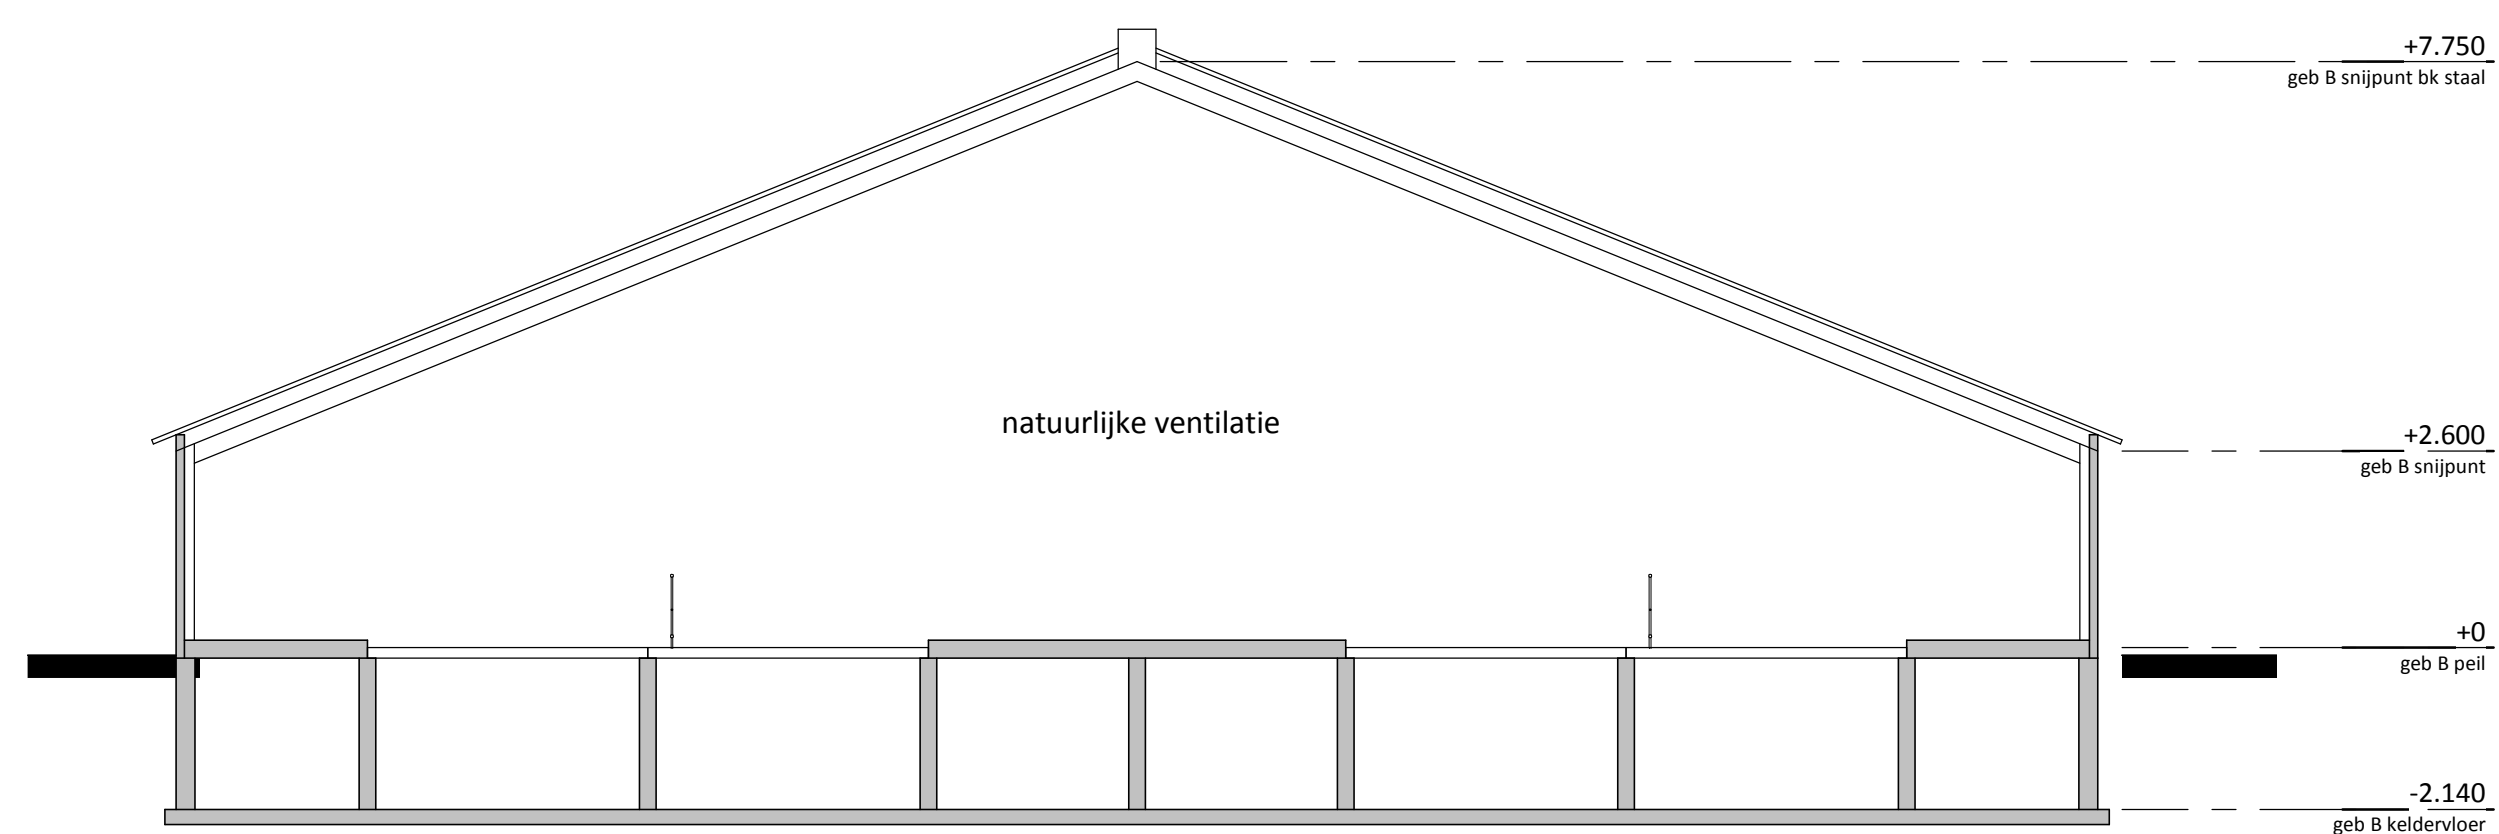 +7.750
geb B snijpunt bk staal
natuurlijke ventilatie
+2.600
geb B snijpunt
+0
geb B peil
-2.140
geb B keldervloer